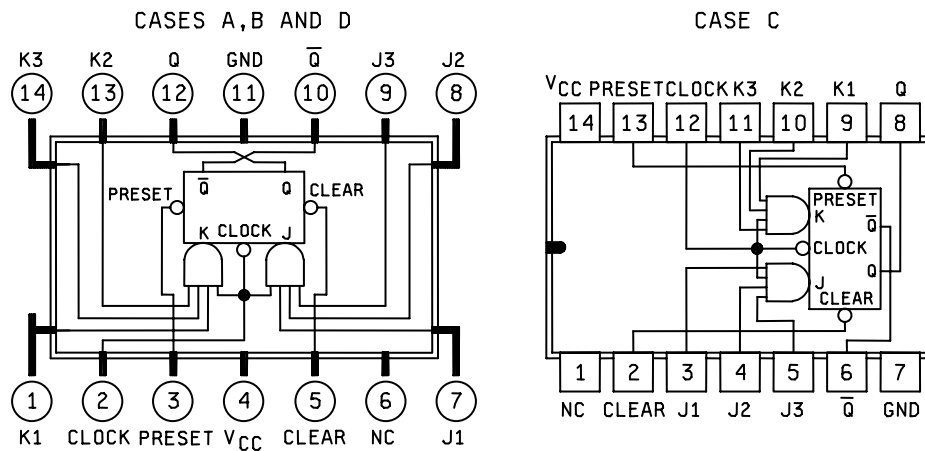 CASES A,B AND D
K3 K2 Q GND Q̅ J3 J2
14 13 12 11 10 9 8
Q̅ Q
PRESET CLEAR
K CLOCK J
1 2 3 4 5 6 7
K1 CLOCK PRESET VCC CLEAR NC J1
CASE C
VCC PRESET CLOCK K3 K2 K1 Q
14 13 12 11 10 9 8
PRESET
K
Q̅
CLOCK
Q
J
CLEAR
1 2 3 4 5 6 7
NC CLEAR J1 J2 J3 Q̅ GND